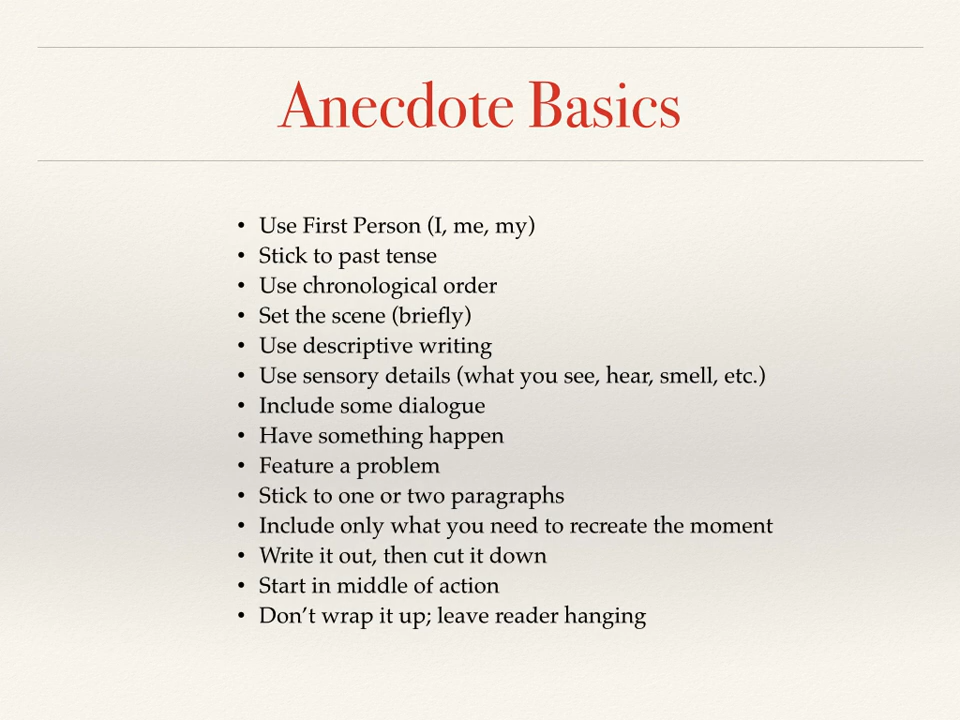 Anecdote Basics
• Use First Person (I, me, my)
• Stick to past tense
• Use chronological order
• Set the scene (briefly)
• Use descriptive writing
• Use sensory details (what you see, hear, smell, etc.)
• Include some dialogue
• Have something happen
• Feature a problem
• Stick to one or two paragraphs
• Include only what you need to recreate the moment
• Write it out, then cut it down
• Start in middle of action
• Don’t wrap it up; leave reader hanging